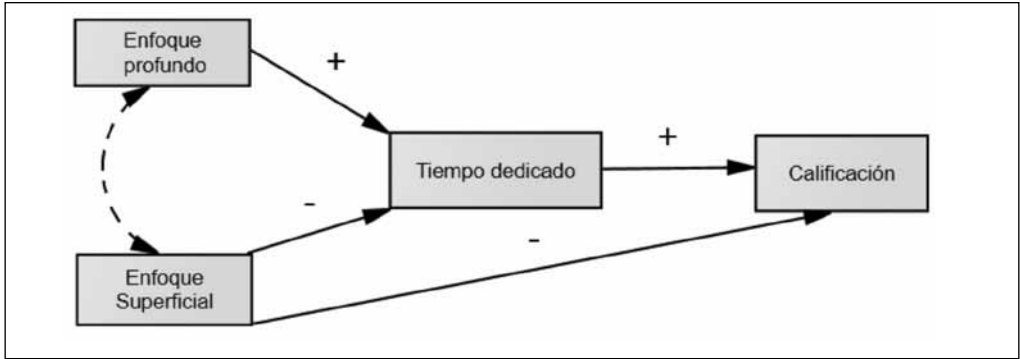 Enfoque
profundo
+
Tiempo dedicado
+
Calificación
-
-
Enfoque
Superficial